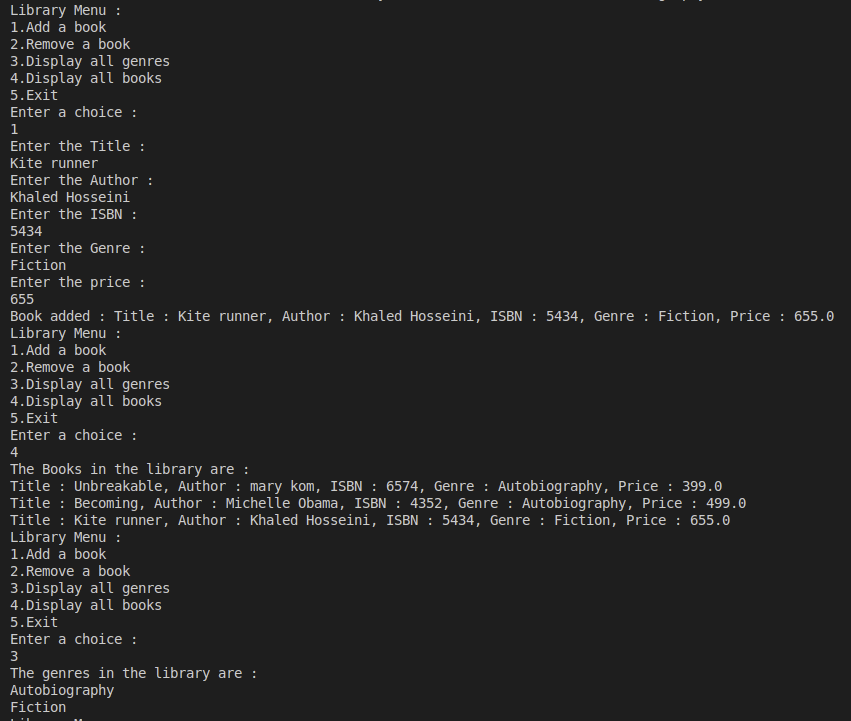 Library Menu :
1.Add a book
2.Remove a book
3.Display all genres
4.Display all books
5.Exit
Enter a choice :
1
Enter the Title :
Kite runner
Enter the Author :
Khaled Hosseini
Enter the ISBN :
5434
Enter the Genre :
Fiction
Enter the price :
655
Book added : Title : Kite runner, Author : Khaled Hosseini, ISBN : 5434, Genre : Fiction, Price : 655.0
Library Menu :
1.Add a book
2.Remove a book
3.Display all genres
4.Display all books
5.Exit
Enter a choice :
4
The Books in the library are :
Title : Unbreakable, Author : mary kom, ISBN : 6574, Genre : Autobiography, Price : 399.0
Title : Becoming, Author : Michelle Obama, ISBN : 4352, Genre : Autobiography, Price : 499.0
Title : Kite runner, Author : Khaled Hosseini, ISBN : 5434, Genre : Fiction, Price : 655.0
Library Menu :
1.Add a book
2.Remove a book
3.Display all genres
4.Display all books
5.Exit
Enter a choice :
3
The genres in the library are :
Autobiography
Fiction